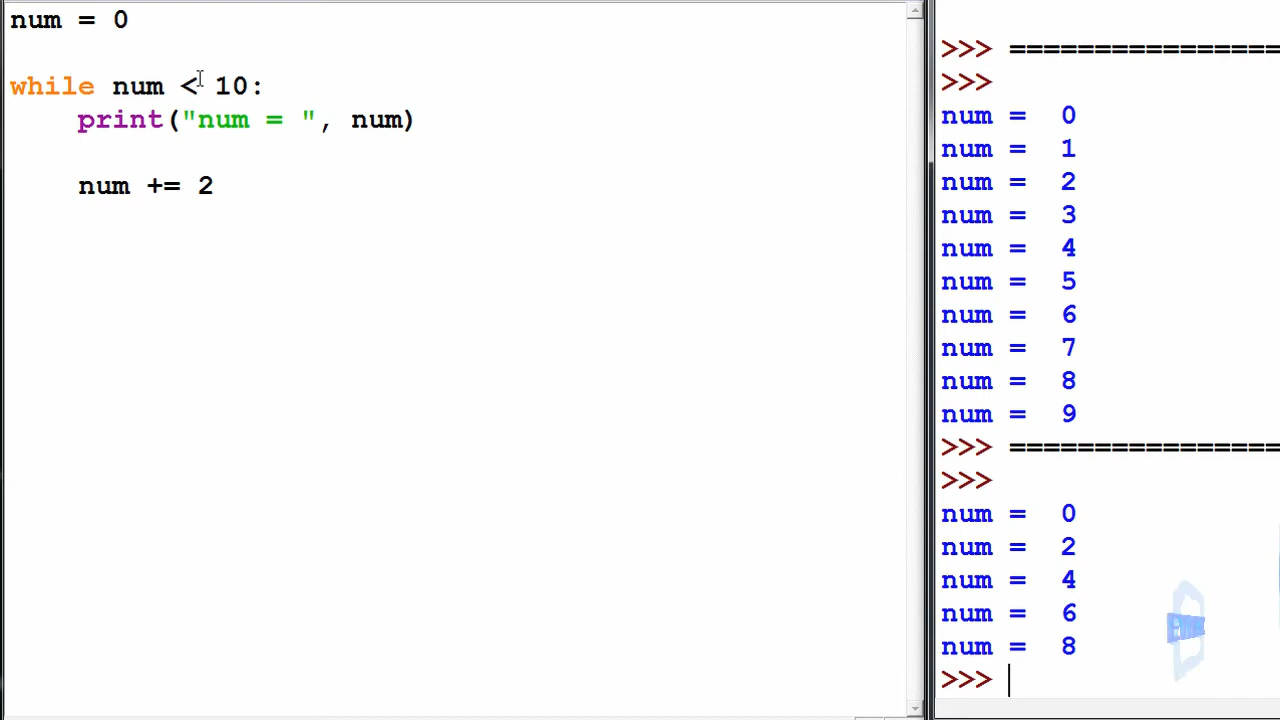 num = 0
while num < 10:
print("num = ", num)
num += 2
>>> ===================
>>>
num =  0
num =  1
num =  2
num =  3
num =  4
num =  5
num =  6
num =  7
num =  8
num =  9
>>> ===================
>>>
num =  0
num =  2
num =  4
num =  6
num =  8
>>>